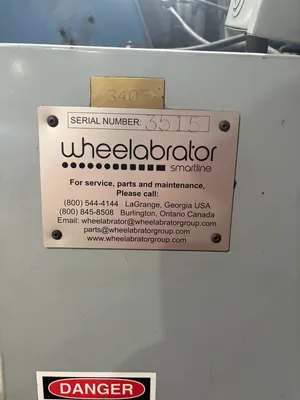 3405
SERIAL NUMBER: 3515
wheelabrator
smartline
For service, parts and maintenance,
Please call:
(800) 544-4144 LaGrange, Georgia USA
(800) 845-8508 Burlington, Ontario Canada
Email: wheelabrator@wheelabratorgroup.com
parts@wheelabratorgroup.com
www.wheelabratorgroup.com
DANGER